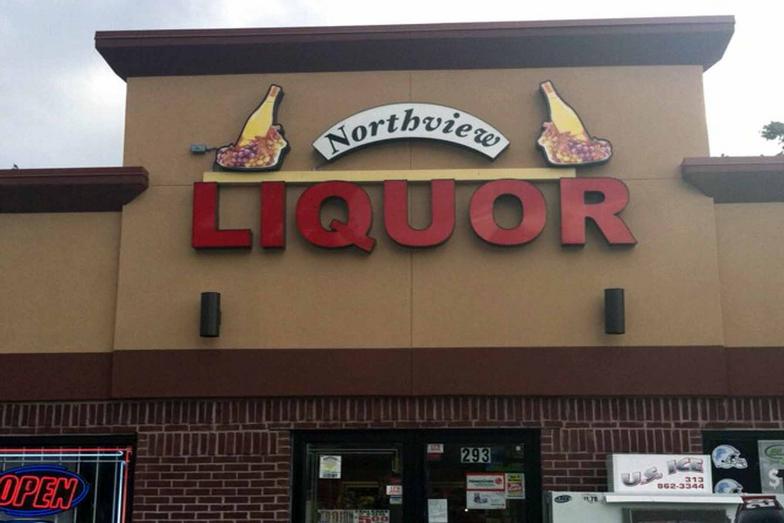 Northview
LIQUOR
293
OPEN
U.S. ICE
313
862-3344